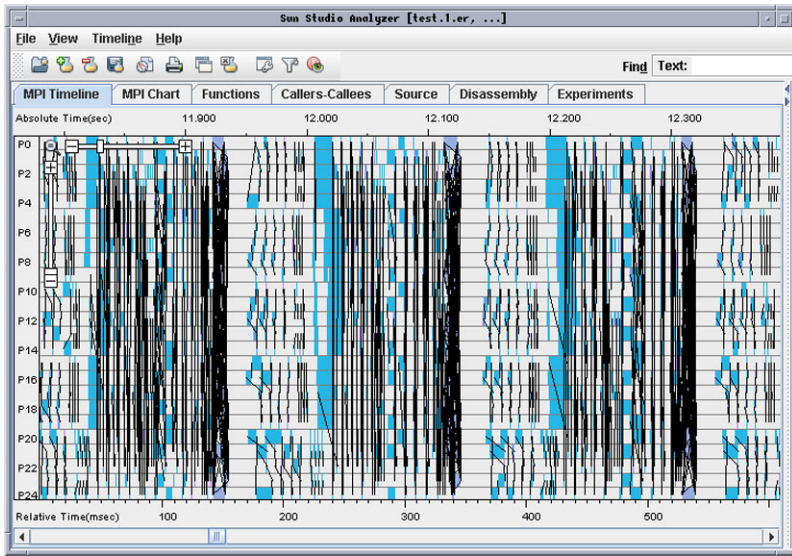 Sun Studio Analyzer [test.1.er, ...]
File View Timeline Help
Find Text:
MPI Timeline MPI Chart Functions Callers-Callees Source Disassembly Experiments
Absolute Time(sec) 11.900 12.000 12.100 12.200 12.300
P0
P2
P4
P6
P8
P10
P12
P14
P16
P18
P20
P22
P24
Relative Time(msec) 100 200 300 400 500